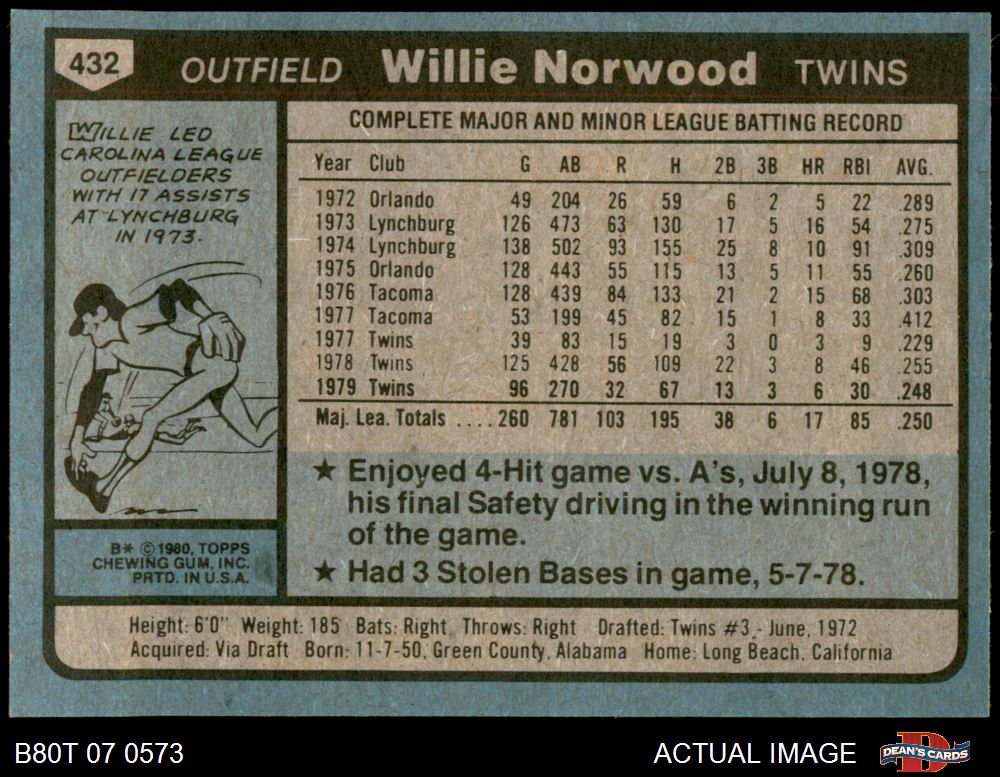 432 OUTFIELD Willie Norwood TWINS
WILLIE LED
CAROLINA LEAGUE
OUTFIELDERS
WITH 17 ASSISTS
AT LYNCHBURG
IN 1973.
COMPLETE MAJOR AND MINOR LEAGUE BATTING RECORD
Year Club G AB R H 2B 3B HR RBI AVG.
1972 Orlando 49 204 26 59 6 2 5 22 .289
1973 Lynchburg 126 473 63 130 17 5 16 54 .275
1974 Lynchburg 138 502 93 155 25 8 10 91 .309
1975 Orlando 128 443 55 115 13 5 11 55 .260
1976 Tacoma 128 439 84 133 21 2 15 68 .303
1977 Tacoma 53 199 45 82 15 1 8 33 .412
1977 Twins 39 83 15 19 3 0 3 9 .229
1978 Twins 125 428 56 109 22 3 8 46 .255
1979 Twins 96 270 32 67 13 3 6 30 .248
Maj. Lea. Totals .... 260 781 103 195 38 6 17 85 .250
★ Enjoyed 4-Hit game vs. A's, July 8, 1978,
his final Safety driving in the winning run
of the game.
★ Had 3 Stolen Bases in game, 5-7-78.
B* ©1980, TOPPS
CHEWING GUM, INC.
PRTD. IN U.S.A.
Height: 6'0" Weight: 185 Bats: Right Throws: Right Drafted: Twins #3 - June, 1972
Acquired: Via Draft Born: 11-7-50, Green County, Alabama Home: Long Beach, California
B80T 07 0573 ACTUAL IMAGE DEAN'S CARDS